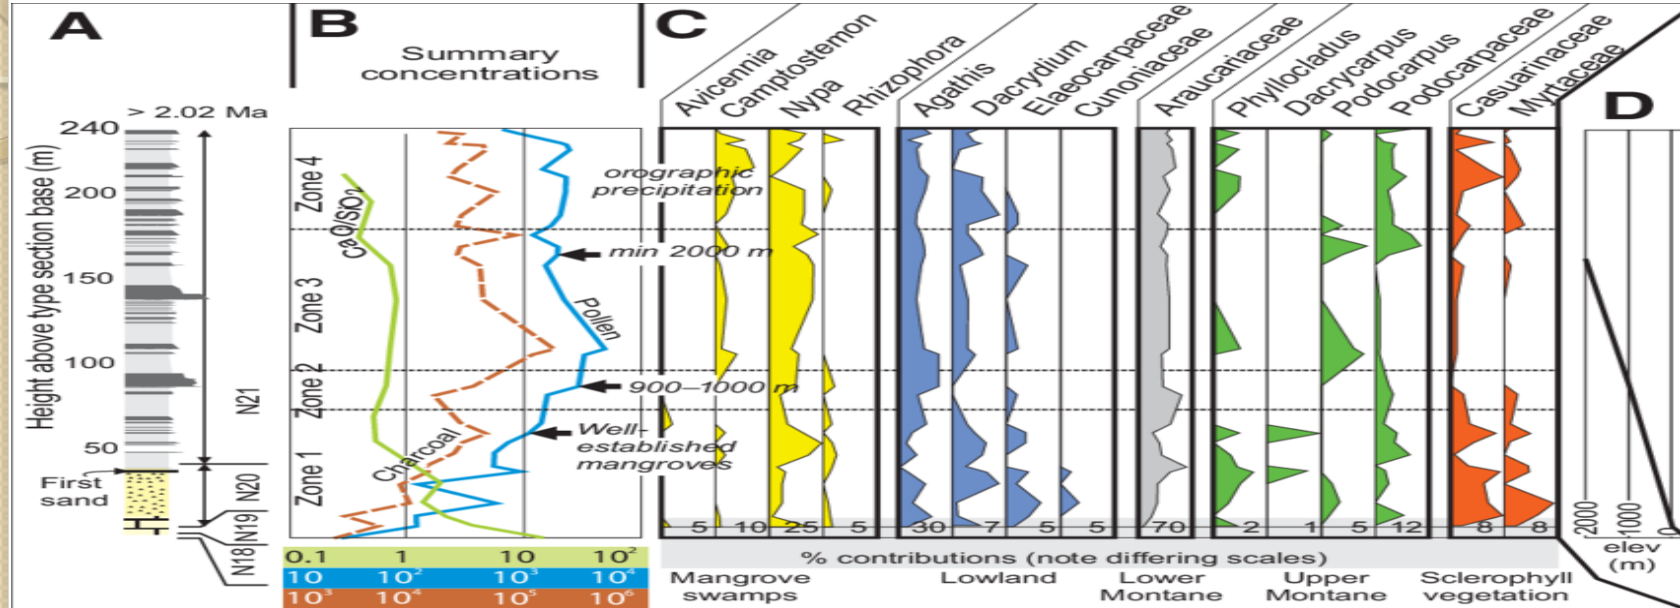 A
B
C
D
Summary
concentrations
Avicennia
Camptostemon
Nypa
Rhizophora
Agathis
Dacrydium
Elaeocarpaceae
Cunoniaceae
Araucariaceae
Phyllocladus
Dacrycarpus
Podocarpus
Podocarpaceae
Casuarinaceae
Myrtaceae
> 2.02 Ma
Height above type section base (m)
240
200
150
100
50
First
sand
N21
N20
N19
N18
Zone 4
Zone 3
Zone 2
Zone 1
CaO/SiO₂
Charcoal
Pollen
orographic
precipitation
min 2000 m
900–1000 m
Well-
established
mangroves
5 10 25 5 30 7 5 5 70 2 1 5 12 8 8
0.1 1 10 10²
10 10² 10³ 10⁴
10³ 10⁴ 10⁵ 10⁶
% contributions (note differing scales)
Mangrove
swamps
Lowland
Lower
Montane
Upper
Montane
Sclerophyll
vegetation
2000
1000
0
elev
(m)